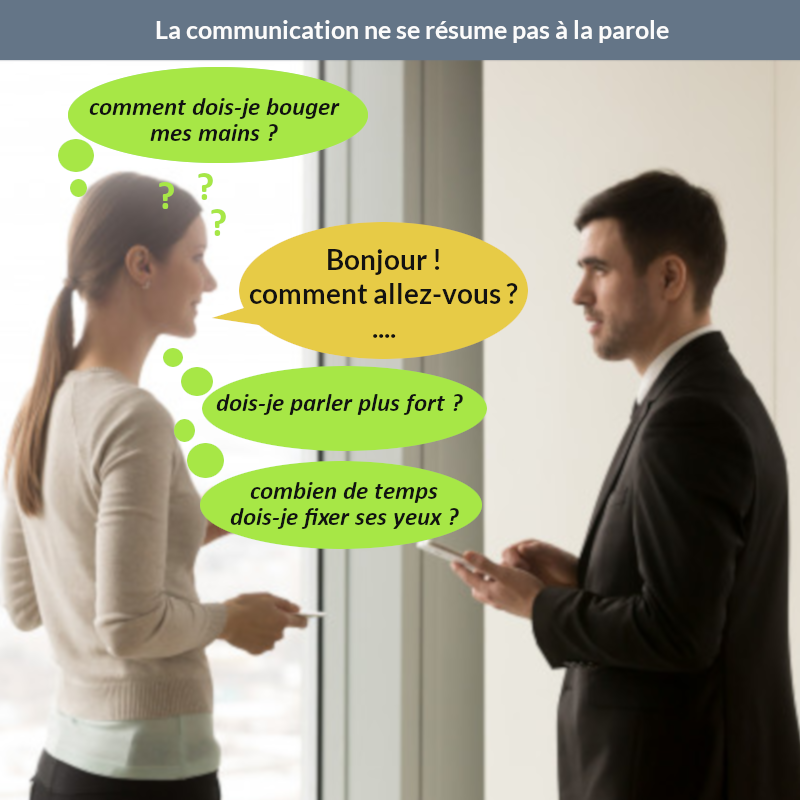 La communication ne se résume pas à la parole
comment dois-je bouger
mes mains ?
? ? ?
Bonjour !
comment allez-vous ?
....
dois-je parler plus fort ?
combien de temps
dois-je fixer ses yeux ?